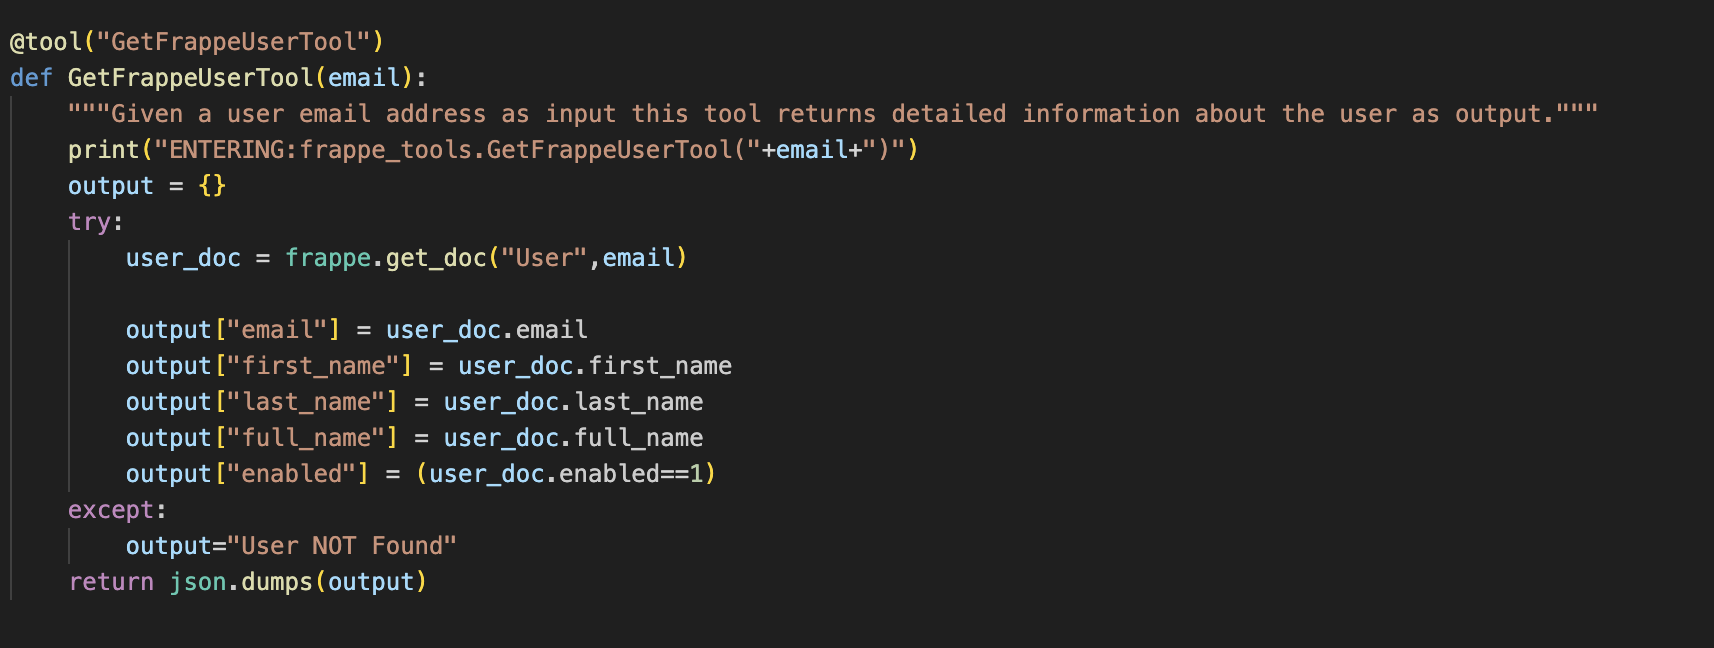 @tool("GetFrappeUserTool")
def GetFrappeUserTool(email):
    """Given a user email address as input this tool returns detailed information about the user as output."""
    print("ENTERING:frappe_tools.GetFrappeUserTool("+email+")")
    output = {}
    try:
        user_doc = frappe.get_doc("User",email)

        output["email"] = user_doc.email
        output["first_name"] = user_doc.first_name
        output["last_name"] = user_doc.last_name
        output["full_name"] = user_doc.full_name
        output["enabled"] = (user_doc.enabled==1)
    except:
        output="User NOT Found"
    return json.dumps(output)